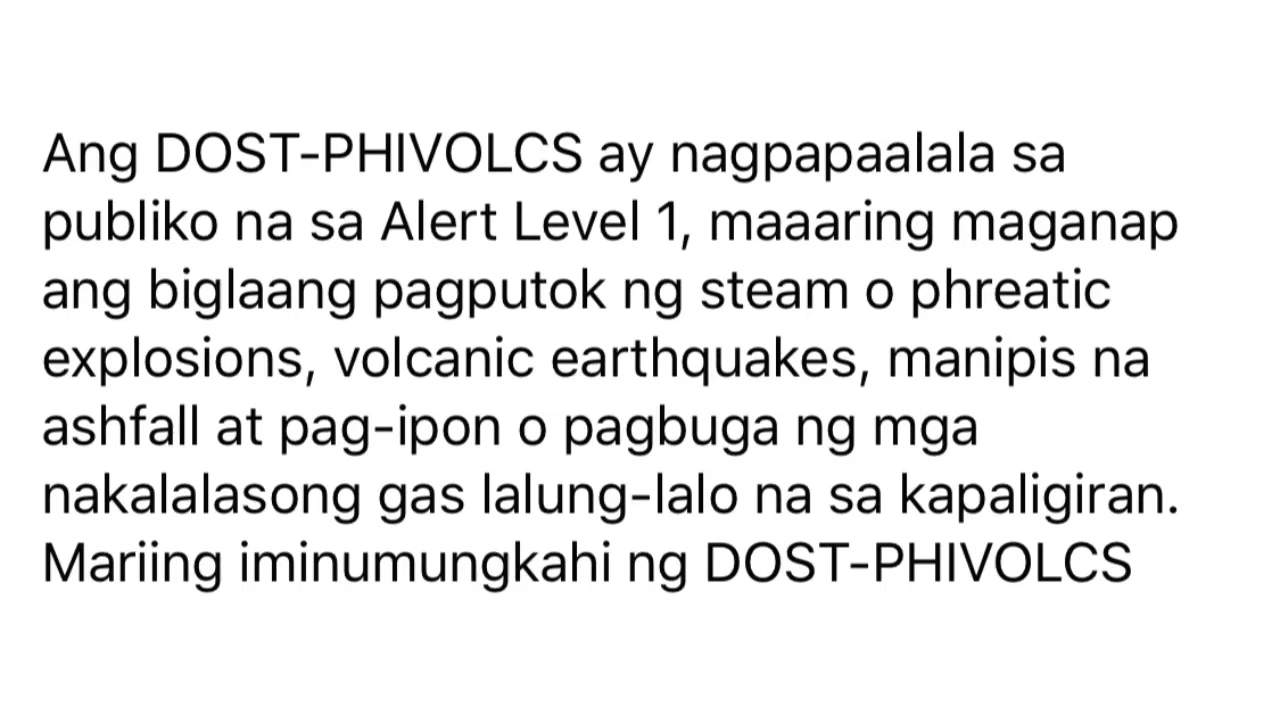 Ang DOST-PHIVOLCS ay nagpapaalala sa
publiko na sa Alert Level 1, maaaring maganap
ang biglaang pagputok ng steam o phreatic
explosions, volcanic earthquakes, manipis na
ashfall at pag-ipon o pagbuga ng mga
nakalalasong gas lalung-lalo na sa kapaligiran.
Mariing iminumungkahi ng DOST-PHIVOLCS